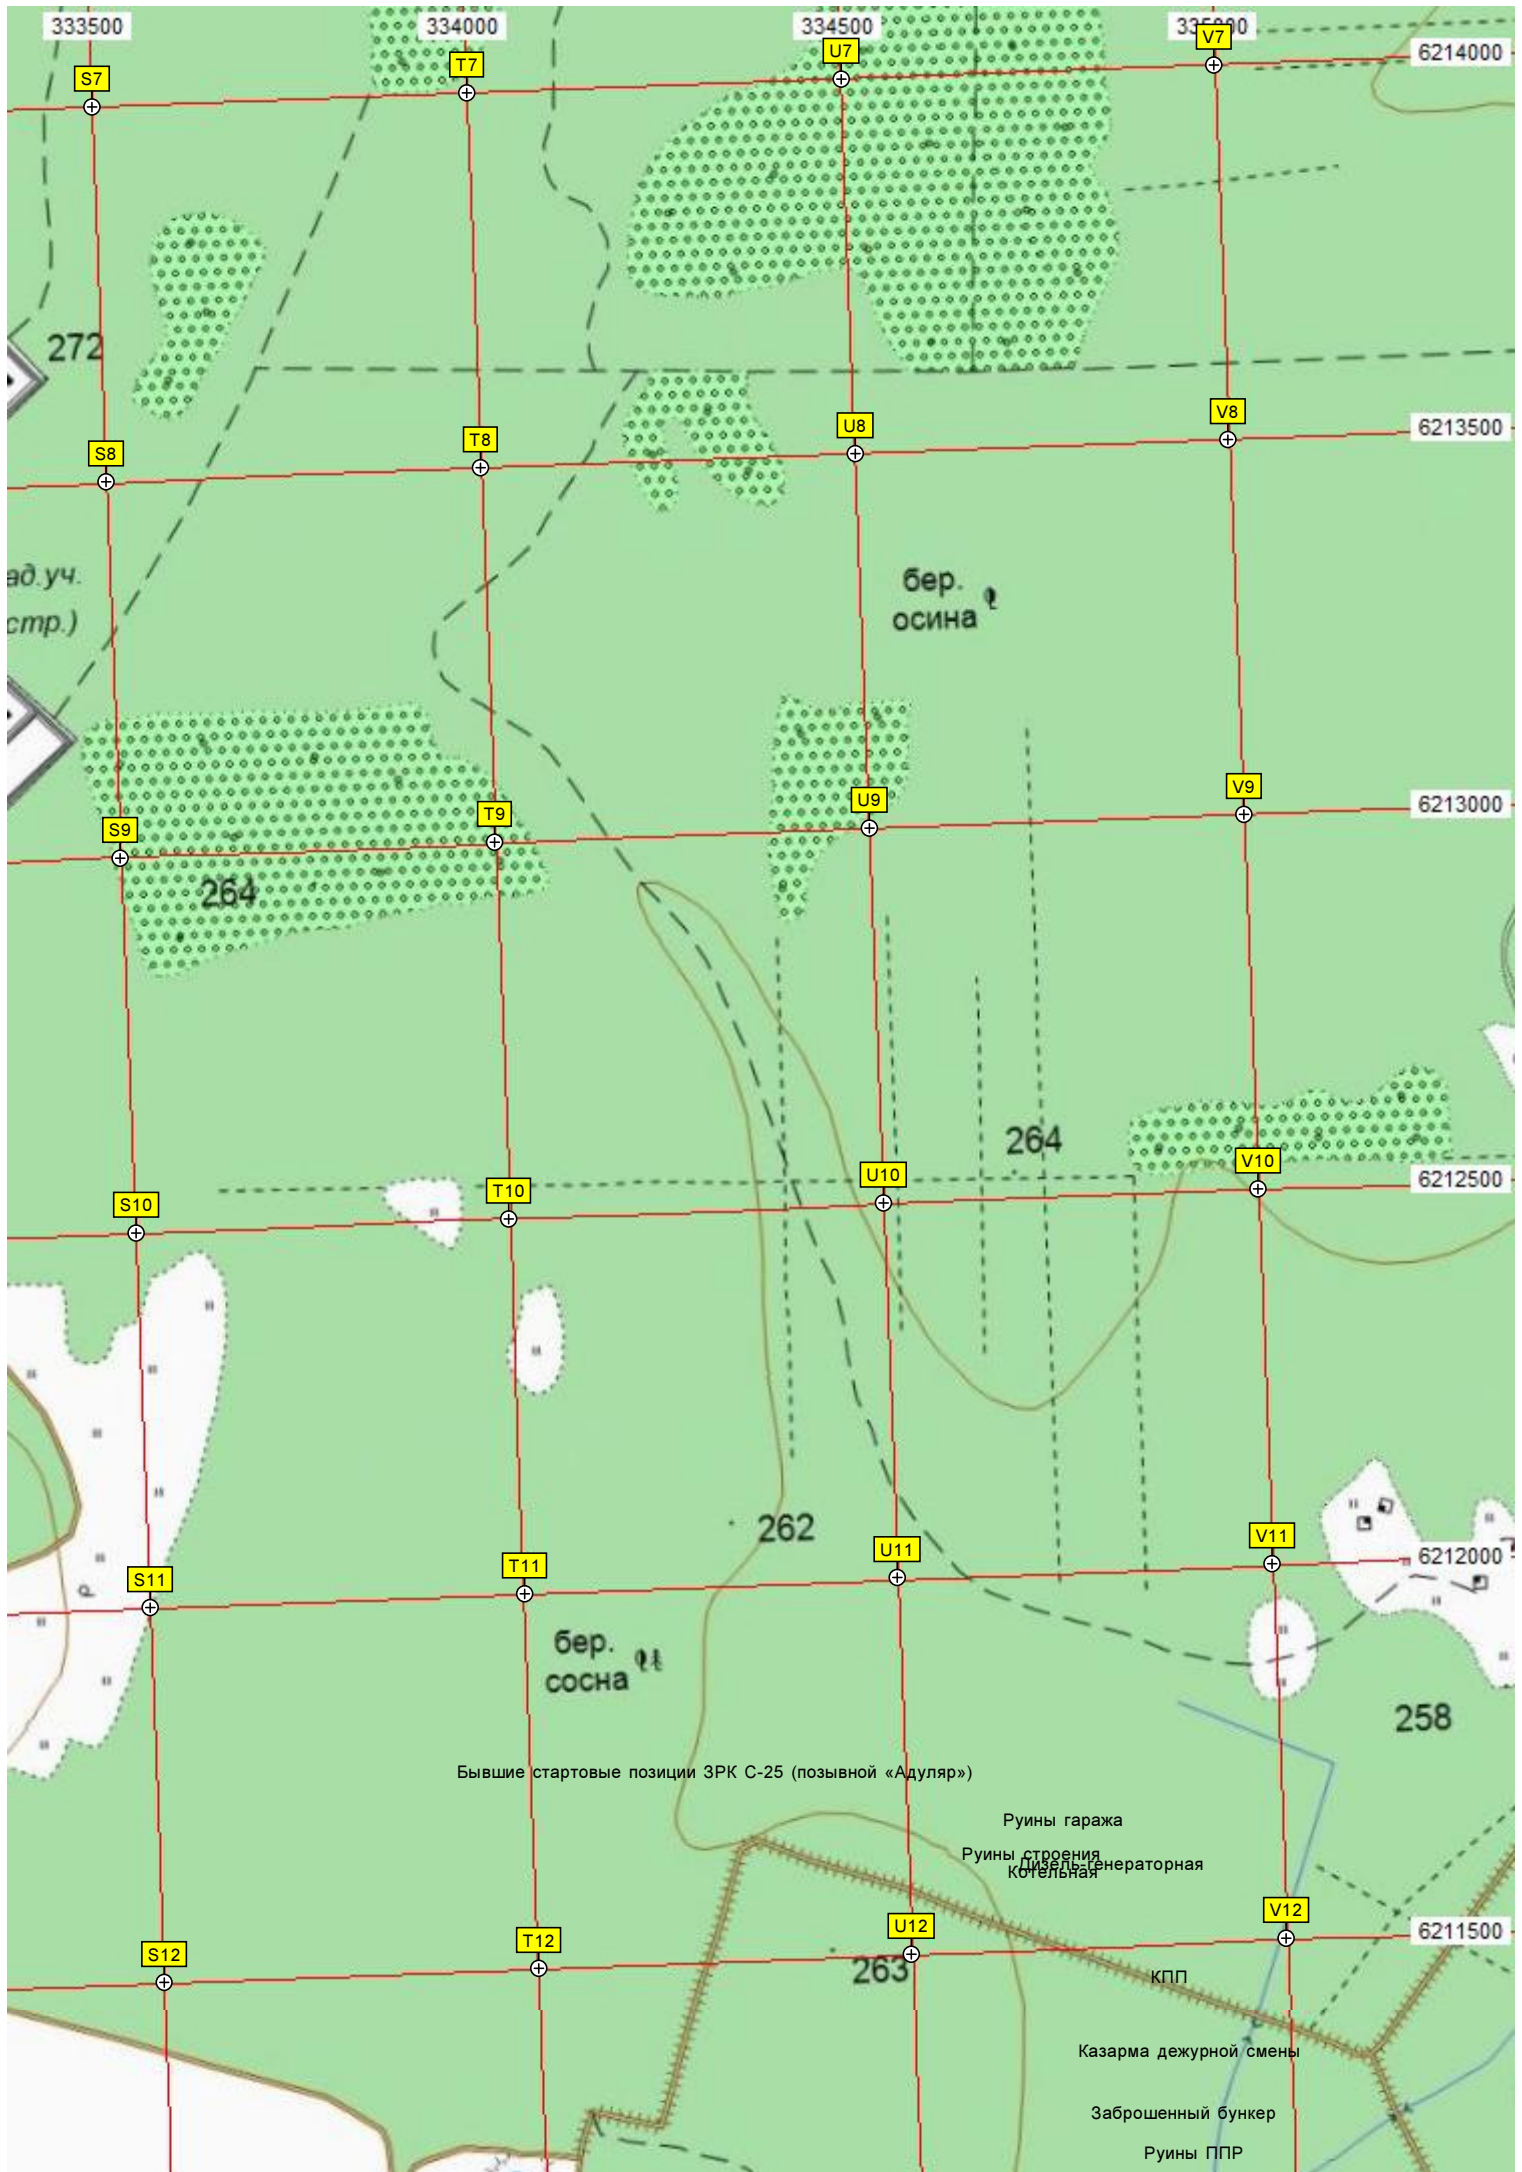 333500
334000
334500
335000
6214000
S7
T7
U7
V7
272
6213500
S8
T8
U8
V8
ад.уч.
стр.)
бер.
осина
6213000
S9
T9
U9
V9
264
264
6212500
S10
T10
U10
V10
262
6212000
S11
T11
U11
V11
р
бер.
сосна
258
Бывшие стартовые позиции ЗРК С-25 (позывной «Адуляр»)
Руины гаража
Руины строения
Дизель-генераторная
Котельная
6211500
S12
T12
U12
V12
263
КПП
Казарма дежурной смены
Заброшенный бункер
Руины ППР